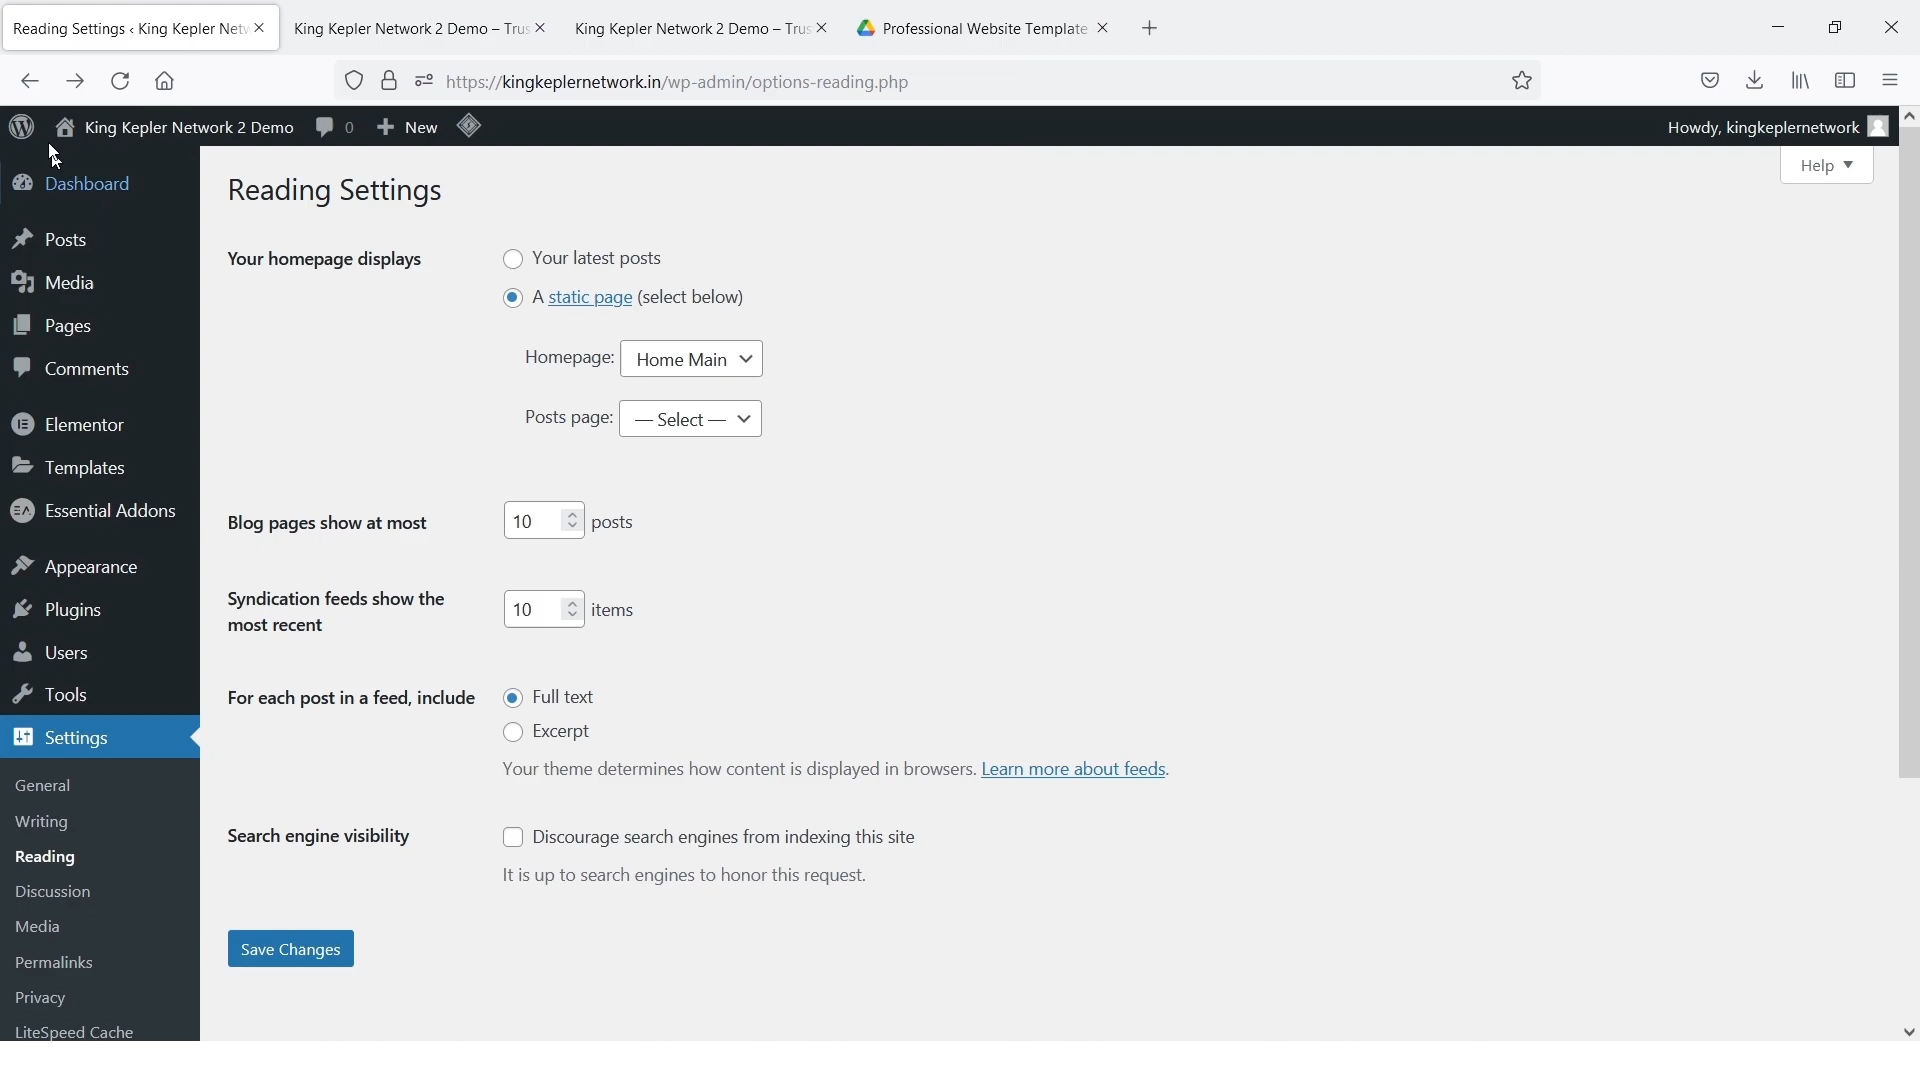 Reading Settings ‹ King Kepler Netw
King Kepler Network 2 Demo – Trus
King Kepler Network 2 Demo – Trus
Professional Website Template
https://kingkeplernetwork.in/wp-admin/options-reading.php
King Kepler Network 2 Demo
0
New
Howdy, kingkeplernetwork
Help
Dashboard
Posts
Media
Pages
Comments
Elementor
Templates
Essential Addons
Appearance
Plugins
Users
Tools
Settings
General
Writing
Reading
Discussion
Media
Permalinks
Privacy
LiteSpeed Cache
Reading Settings
Your homepage displays
Your latest posts
A static page (select below)
Homepage: Home Main
Posts page: — Select —
Blog pages show at most 10 posts
Syndication feeds show the
most recent
10 items
For each post in a feed, include
Full text
Excerpt
Your theme determines how content is displayed in browsers. Learn more about feeds.
Search engine visibility
Discourage search engines from indexing this site
It is up to search engines to honor this request.
Save Changes